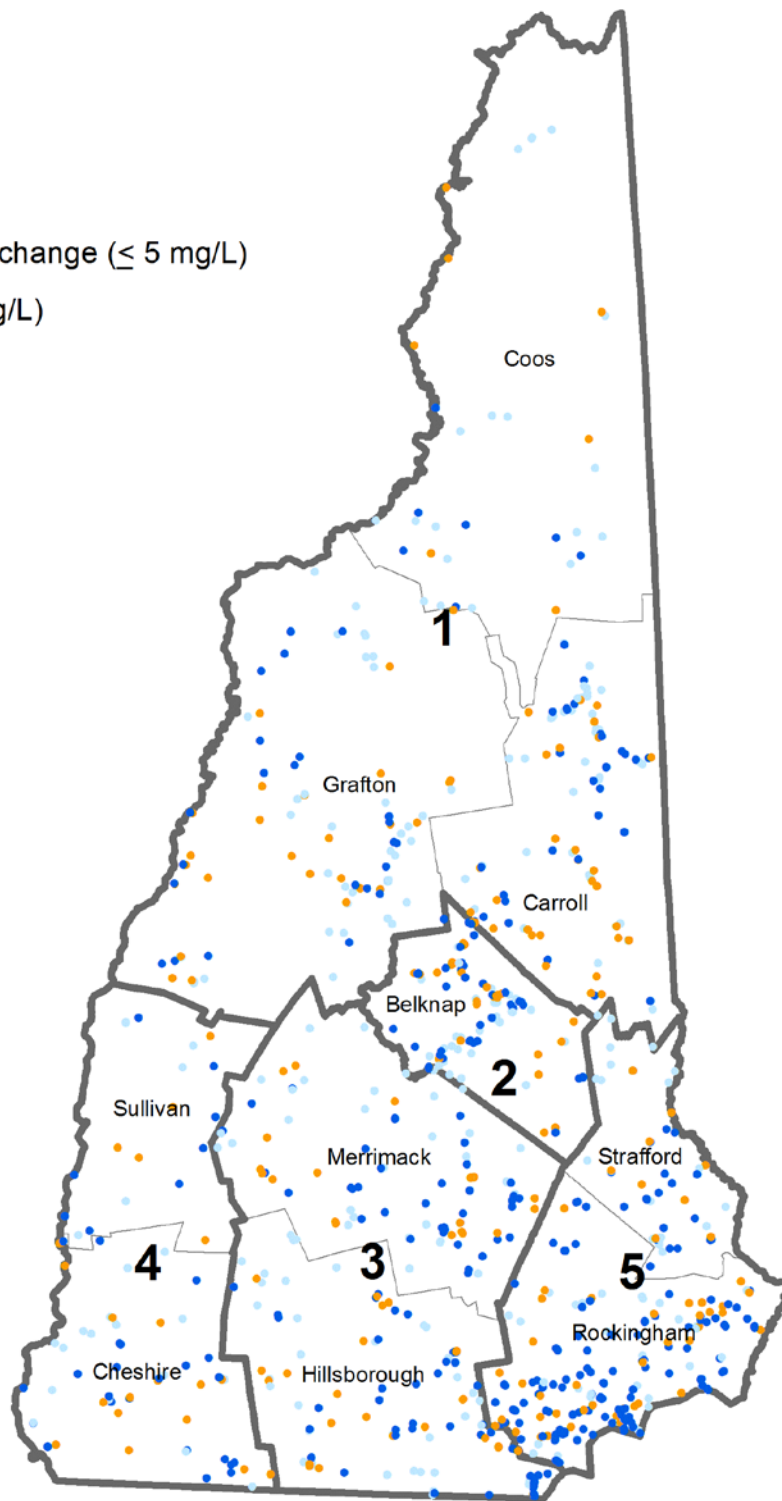 change (≤ 5 mg/L)
g/L)
Coos
1
Grafton
Carroll
Belknap
2
Sullivan
Merrimack
Strafford
4
3
5
Rockingham
Cheshire
Hillsborough